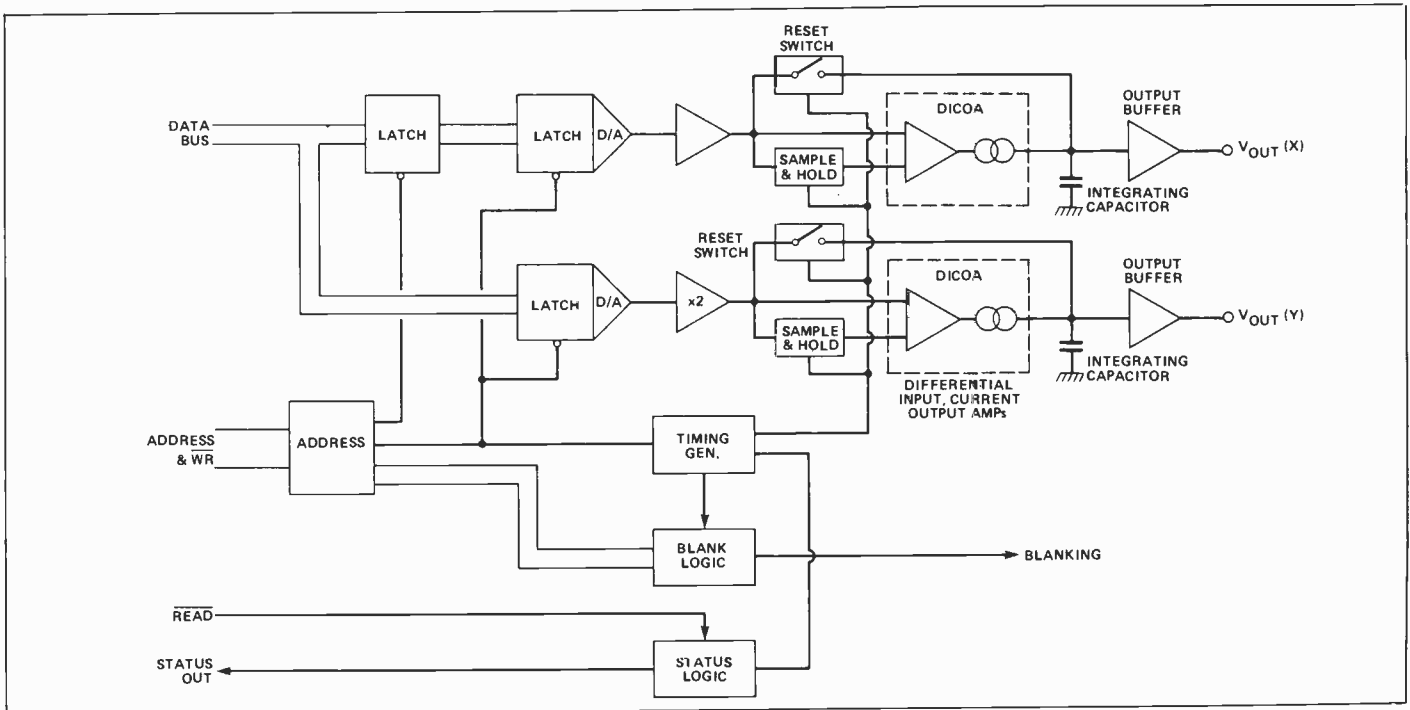 RESET
SWITCH
DATA
BUS
LATCH
LATCH
D/A
DICOA
SAMPLE
& HOLD
OUTPUT
BUFFER
VOUT (X)
INTEGRATING
CAPACITOR
RESET
SWITCH
LATCH
D/A
x2
DICOA
SAMPLE
& HOLD
OUTPUT
BUFFER
VOUT (Y)
INTEGRATING
CAPACITOR
DIFFERENTIAL
INPUT, CURRENT
OUTPUT AMPs
ADDRESS
& WR
ADDRESS
TIMING
GEN.
BLANK
LOGIC
BLANKING
READ
STATUS
OUT
STATUS
LOGIC